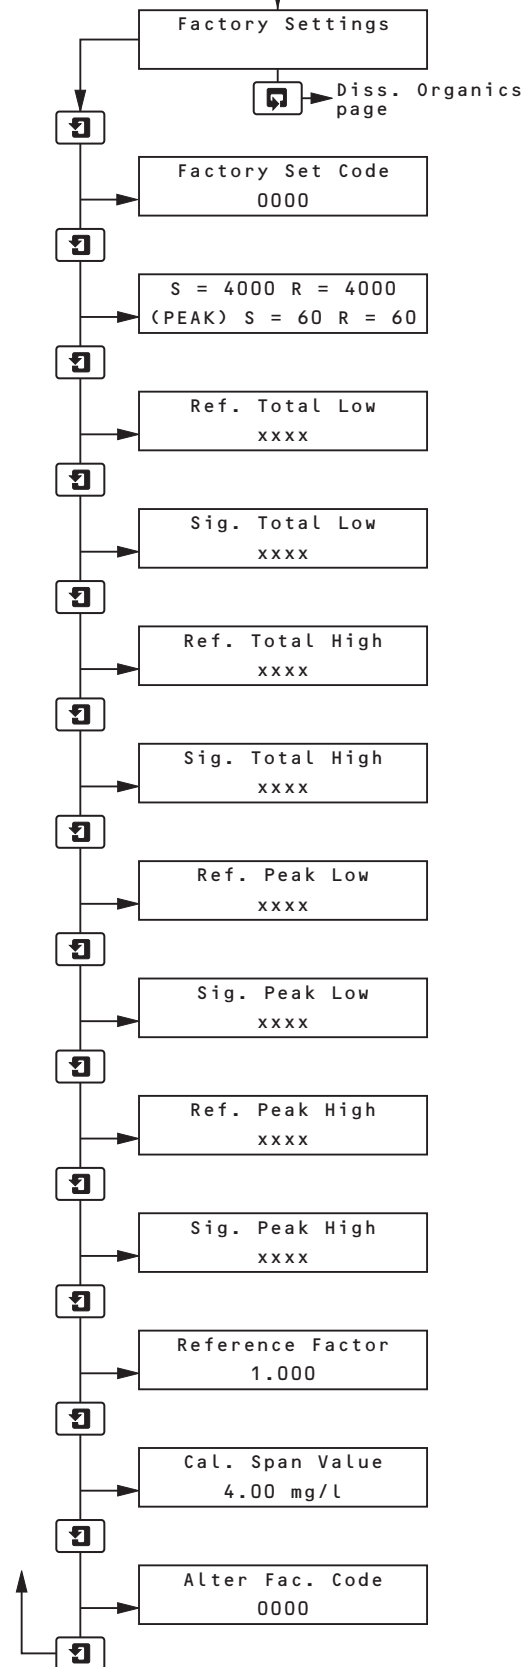 Factory Settings
Diss. Organics
page
Factory Set Code
0000
S = 4000 R = 4000
(PEAK) S = 60 R = 60
Ref. Total Low
xxxx
Sig. Total Low
xxxx
Ref. Total High
xxxx
Sig. Total High
xxxx
Ref. Peak Low
xxxx
Sig. Peak Low
xxxx
Ref. Peak High
xxxx
Sig. Peak High
xxxx
Reference Factor
1.000
Cal. Span Value
4.00 mg/l
Alter Fac. Code
0000